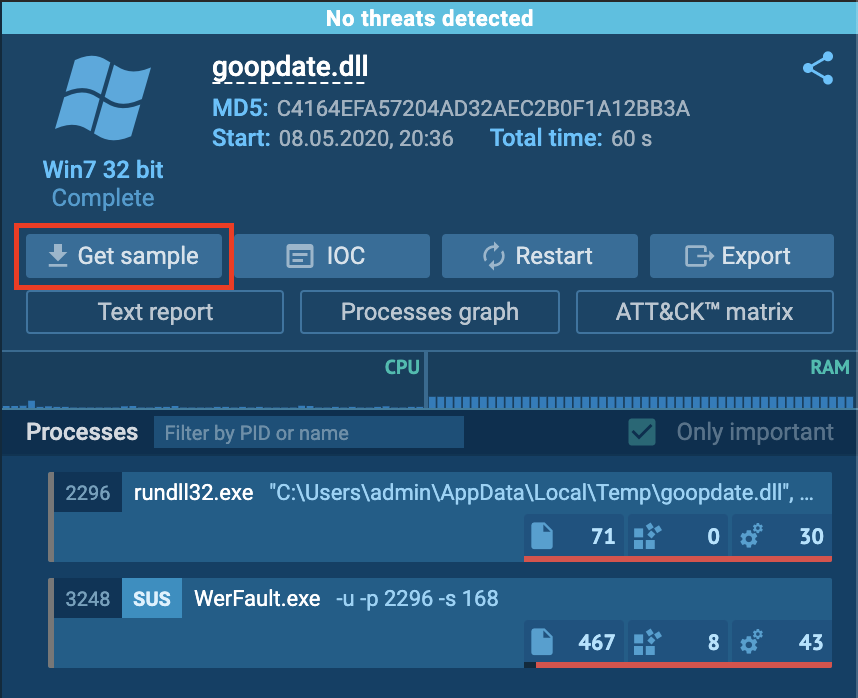 No threats detected
goopdate.dll
MD5: C4164EFA57204AD32AEC2B0F1A12BB3A
Start: 08.05.2020, 20:36 Total time: 60 s
Win7 32 bit
Complete
Get sample IOC Restart Export
Text report Processes graph ATT&CK™ matrix
CPU RAM
Processes Filter by PID or name Only important
2296 rundll32.exe "C:\Users\admin\AppData\Local\Temp\goopdate.dll", ...
71 0 30
3248 SUS WerFault.exe -u -p 2296 -s 168
467 8 43